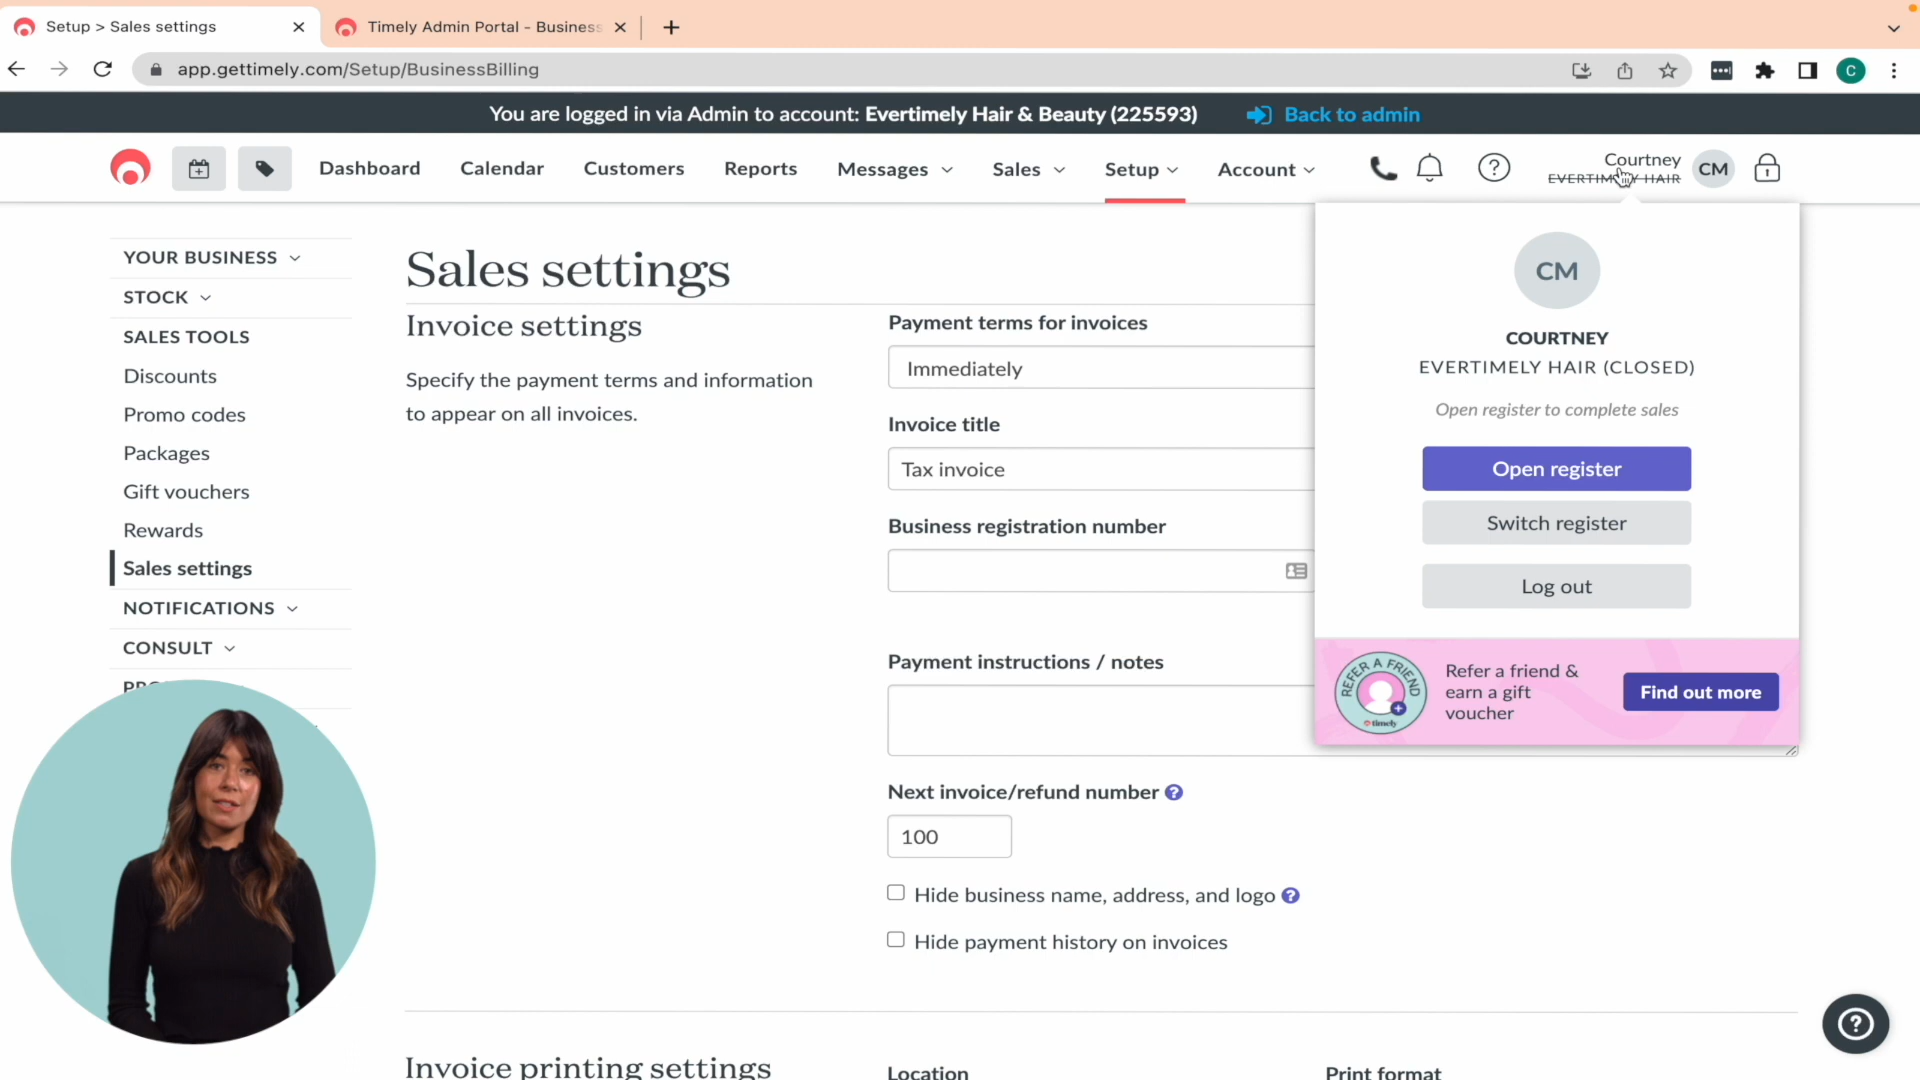 Setup > Sales settings
Timely Admin Portal - Business
app.gettimely.com/Setup/BusinessBilling
C
You are logged in via Admin to account: Evertimely Hair & Beauty (225593)
Back to admin
Dashboard
Calendar
Customers
Reports
Messages
Sales
Setup
Account
Courtney
EVERTIMELY HAIR
CM
YOUR BUSINESS
STOCK
SALES TOOLS
Discounts
Promo codes
Packages
Gift vouchers
Rewards
Sales settings
NOTIFICATIONS
CONSULT
Sales settings
Invoice settings
Specify the payment terms and information
to appear on all invoices.
Payment terms for invoices
Immediately
Invoice title
Tax invoice
Business registration number
Payment instructions / notes
Next invoice/refund number
100
Hide business name, address, and logo
Hide payment history on invoices
CM
COURTNEY
EVERTIMELY HAIR (CLOSED)
Open register to complete sales
Open register
Switch register
Log out
REFER A FRIEND
timely
Refer a friend &
earn a gift
voucher
Find out more
Invoice printing settings
Location
Print format